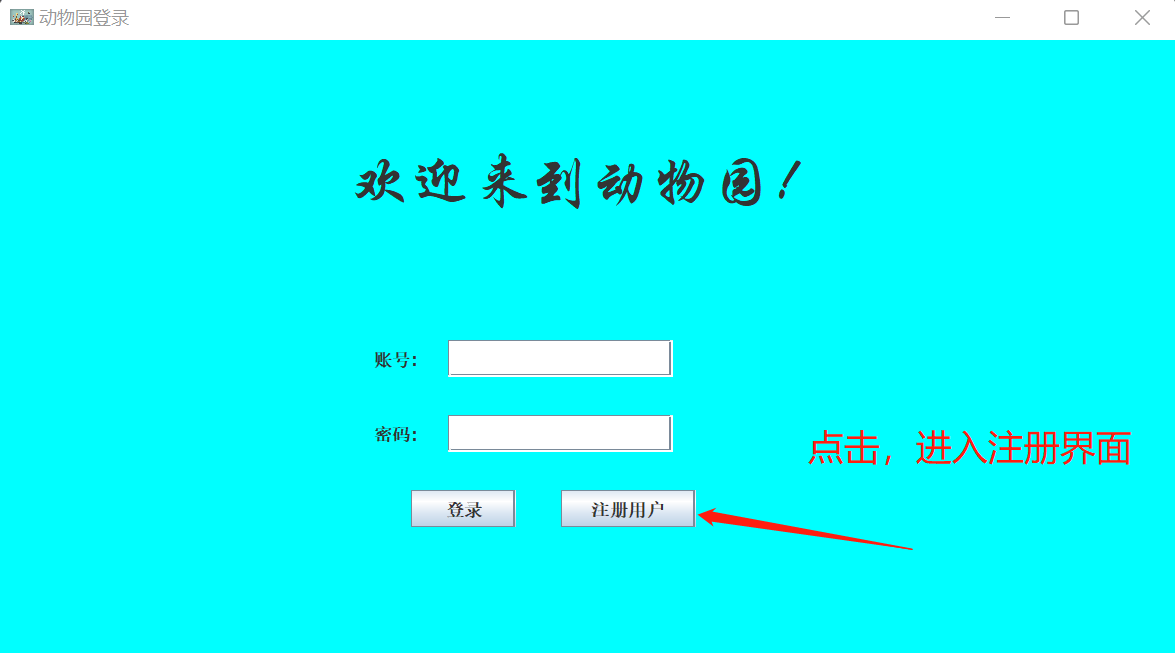 动物园登录
欢迎来到动物园！
账号：
密码：
点击，进入注册界面
登录
注册用户